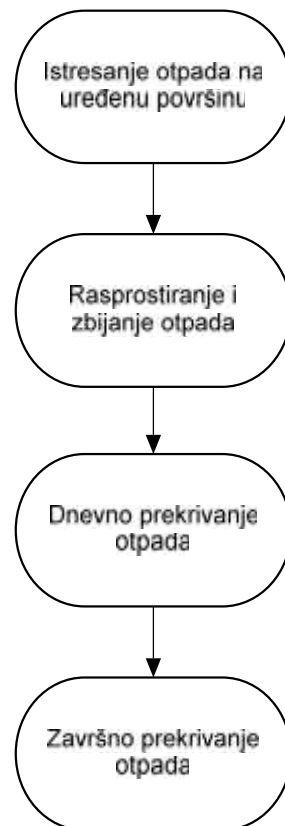 Istresanje otpada na
uređenu površinu
Rasprostiranje i
zbijanje otpada
Dnevno prekrivanje
otpada
Završno prekrivanje
otpada